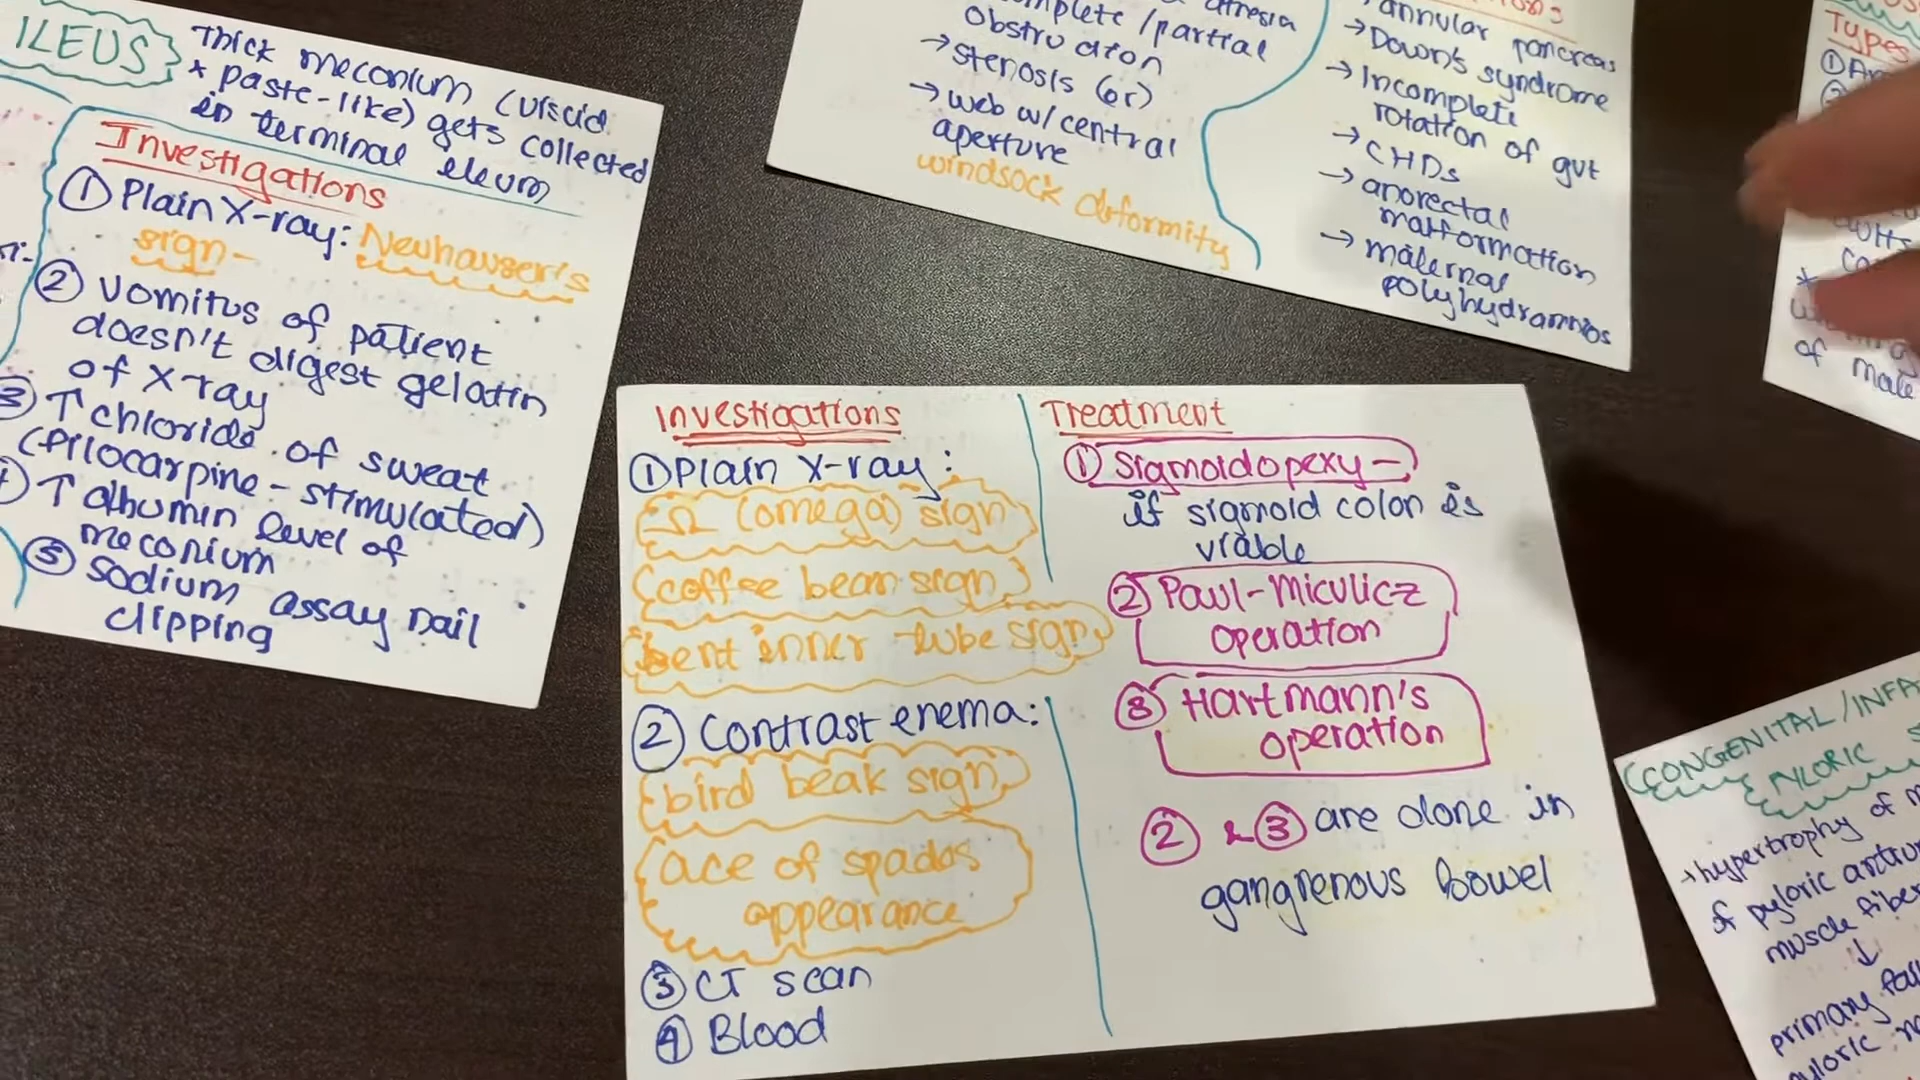 ILEUS
Thick meconium (viscid
* paste-like) gets collected
in terminal eleum
Investigations
① Plain X-ray: Neuhauser's
sign-
② vomitus of patient
doesn't digest gelatin
of X-ray
③ ↑ chloride of sweat
(Pilocarpine-stimulated)
↑ albumin level of
meconium
⑤ sodium assay nail
clipping
atresia
complete/partial
Obstruction
→ stenosis (or)
→ web w/central
aperture
windsock deformity
annular pancreas
→ Down's syndrome
→ Incomplete
rotation of gut
→ CHDs
→ anorectal
malformation
→ maternal
polyhydramnios
Types
①
*
of male
Investigations
① Plain X-ray:
-Ω (omega) sign
coffee bean sign
bent inner-tube sign
② Contrast enema:
bird beak sign
ace of spades
appearance
③ CT scan
④ Blood
Treatment
① Sigmoidopexy-
if sigmoid colon is
viable
② Paul-Miculicz
operation
③ Hartmann's
operation
② & ③ are done in
gangrenous bowel
CONGENITAL/INFA
PYLORIC S
→ hypertrophy of m
of pyloric antru
muscle fiber
↓
primary fai
pyloric